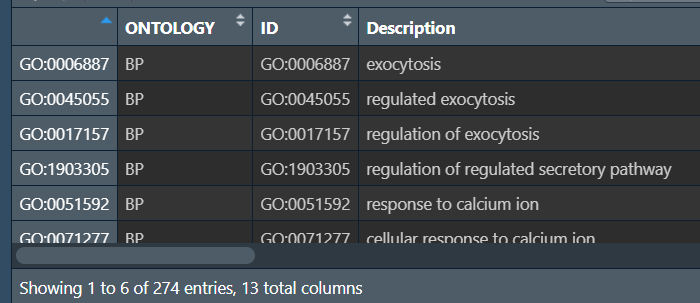 ONTOLOGY ID Description
GO:0006887 BP GO:0006887 exocytosis
GO:0045055 BP GO:0045055 regulated exocytosis
GO:0017157 BP GO:0017157 regulation of exocytosis
GO:1903305 BP GO:1903305 regulation of regulated secretory pathway
GO:0051592 BP GO:0051592 response to calcium ion
GO:0071277 BP GO:0071277 cellular response to calcium ion
Showing 1 to 6 of 274 entries, 13 total columns